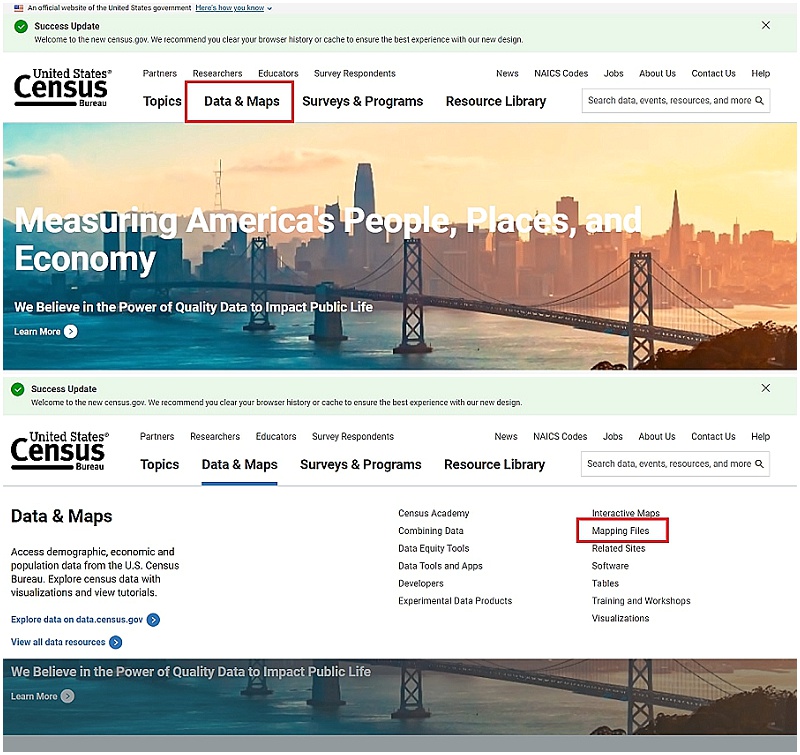 An official website of the United States government Here's how you know
Success Update
Welcome to the new census.gov. We recommend you clear your browser history or cache to ensure the best experience with our new design.
Partners Researchers Educators Survey Respondents News NAICS Codes Jobs About Us Contact Us Help
United States®
Census
Bureau
Topics Data & Maps Surveys & Programs Resource Library Search data, events, resources, and more
Measuring America's People, Places, and
Economy
We Believe in the Power of Quality Data to Impact Public Life
Learn More
Success Update
Welcome to the new census.gov. We recommend you clear your browser history or cache to ensure the best experience with our new design.
Partners Researchers Educators Survey Respondents News NAICS Codes Jobs About Us Contact Us Help
United States®
Census
Bureau
Topics Data & Maps Surveys & Programs Resource Library Search data, events, resources, and more
Data & Maps
Access demographic, economic and
population data from the U.S. Census
Bureau. Explore census data with
visualizations and view tutorials.
Explore data on data.census.gov
View all data resources
Census Academy
Combining Data
Data Equity Tools
Data Tools and Apps
Developers
Experimental Data Products
Interactive Maps
Mapping Files
Related Sites
Software
Tables
Training and Workshops
Visualizations
We Believe in the Power of Quality Data to Impact Public Life
Learn More